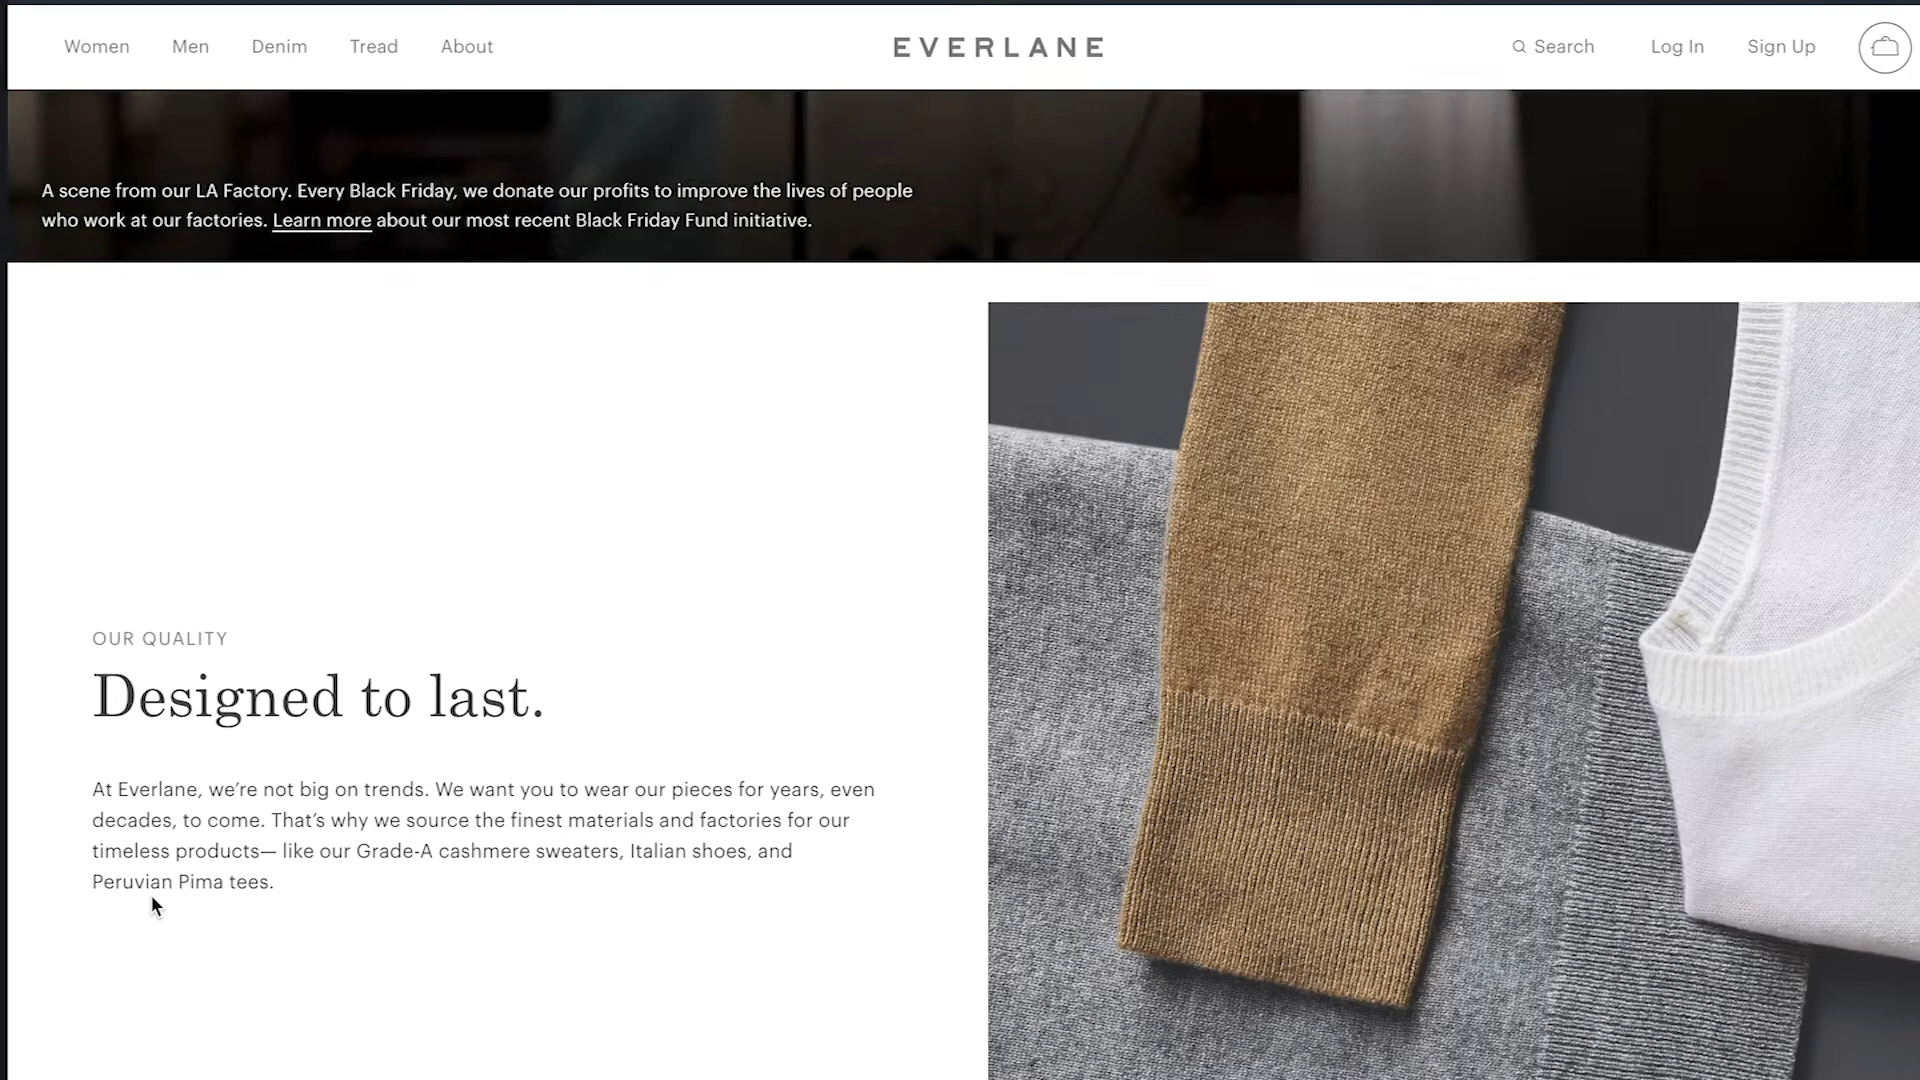 Women Men Denim Tread About EVERLANE Search Log In Sign Up
A scene from our LA Factory. Every Black Friday, we donate our profits to improve the lives of people
who work at our factories. Learn more about our most recent Black Friday Fund initiative.
OUR QUALITY
Designed to last.
At Everlane, we’re not big on trends. We want you to wear our pieces for years, even
decades, to come. That’s why we source the finest materials and factories for our
timeless products— like our Grade-A cashmere sweaters, Italian shoes, and
Peruvian Pima tees.